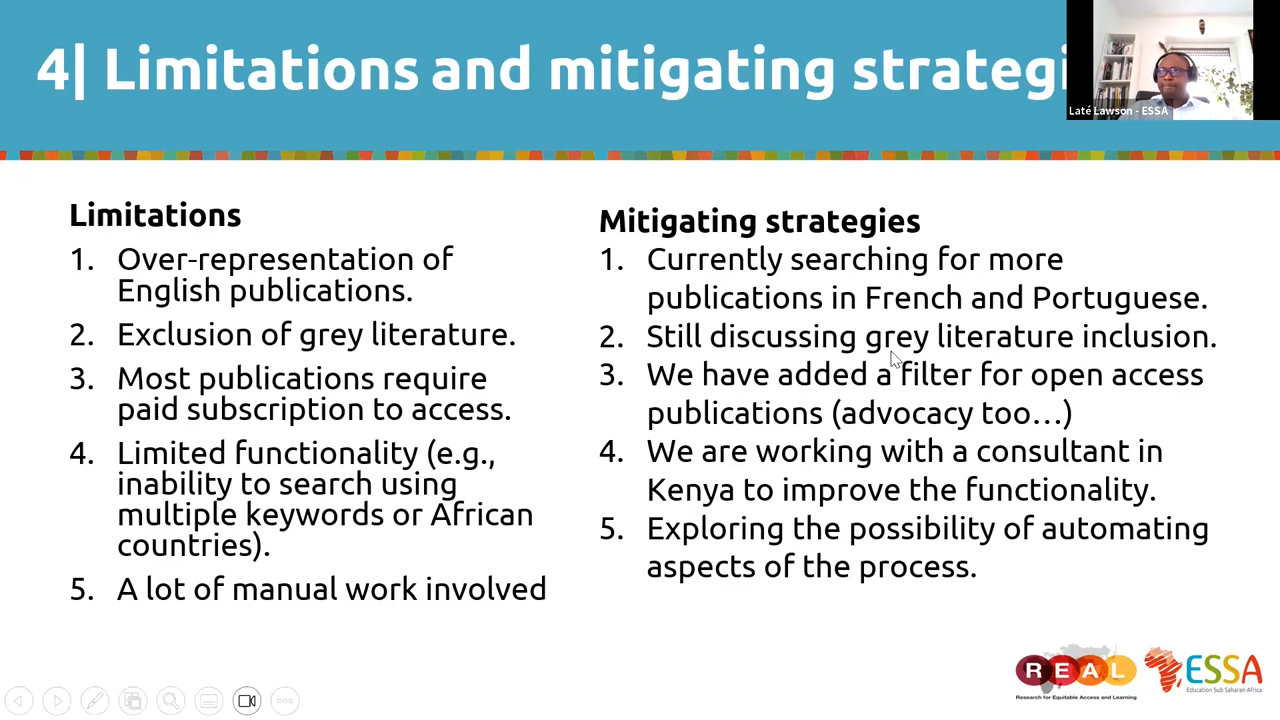 4| Limitations and mitigating strategi
Laté Lawson - ESSA
Limitations
1. Over-representation of
English publications.
2. Exclusion of grey literature.
3. Most publications require
paid subscription to access.
4. Limited functionality (e.g.,
inability to search using
multiple keywords or African
countries).
5. A lot of manual work involved
Mitigating strategies
1. Currently searching for more
publications in French and Portuguese.
2. Still discussing grey literature inclusion.
3. We have added a filter for open access
publications (advocacy too...)
4. We are working with a consultant in
Kenya to improve the functionality.
5. Exploring the possibility of automating
aspects of the process.
REAL
Research for Equitable Access and Learning
ESSA
Education Sub Saharan Africa